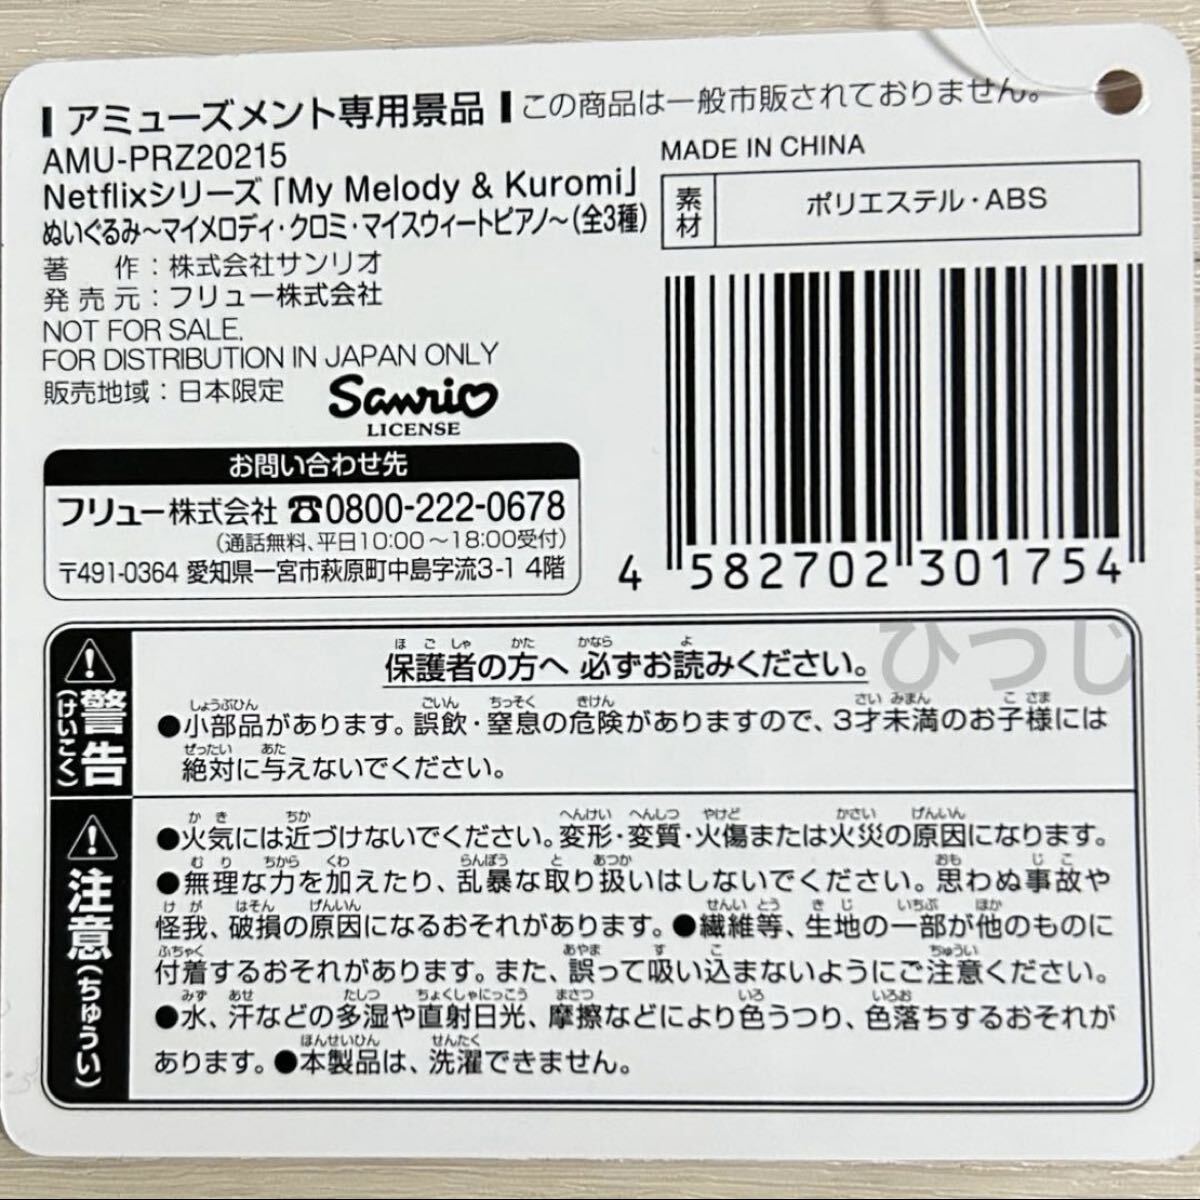 アミューズメント専用景品 この商品は一般市販されておりません。
AMU-PRZ20215
Netflixシリーズ「My Melody & Kuromi」
ぬいぐるみ～マイメロディ・クロミ・マイスウィートピアノ～(全3種)
著作：株式会社サンリオ
発売元：フリュー株式会社
NOT FOR SALE.
FOR DISTRIBUTION IN JAPAN ONLY
販売地域：日本限定
Sanrio
LICENSE
MADE IN CHINA
素材 ポリエステル・ABS
4 582702 301754
お問い合わせ先
フリュー株式会社 ☎0800-222-0678
(通話無料、平日10:00～18:00受付)
〒491-0364 愛知県一宮市萩原町中島字流3-1 4階
ひつじ
警告(けいこく)
ほごしゃ かた かなら よ
保護者の方へ 必ずお読みください。
しょうぶひん ごいん ちっそく きけん さい みまん こ さま
●小部品があります。誤飲・窒息の危険がありますので、3才未満のお子様には
ぜったい あた
絶対に与えないでください。
注意(ちゅうい)
かき ちか へんけい へんしつ やけど かさい げんいん
●火気には近づけないでください。変形・変質・火傷または火災の原因になります。
むり ちから くわ らんぼう と あつか おも じこ
●無理な力を加えたり、乱暴な取り扱いはしないでください。思わぬ事故や
けが はそん げんいん せんい とう きじ いちぶ ほか
怪我、破損の原因になるおそれがあります。●繊維等、生地の一部が他のものに
ふちゃく あやま す こ ちゅうい
付着するおそれがあります。また、誤って吸い込まないようにご注意ください。
みず あせ たしつ ちょくしゃにっこう まさつ いろ いろお
●水、汗などの多湿や直射日光、摩擦などにより色うつり、色落ちするおそれが
ほんせいひん せんたく
あります。●本製品は、洗濯できません。